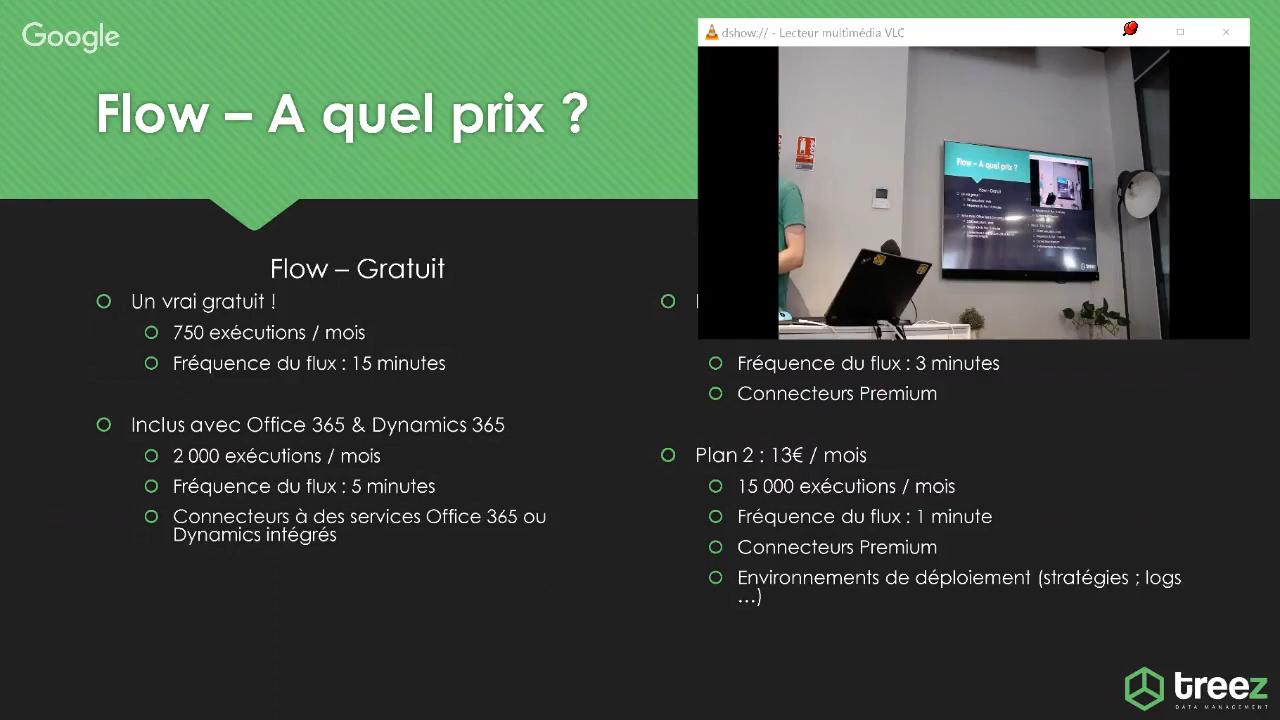 Google
dshow:// - Lecteur multimédia VLC
Flow – A quel prix ?
Flow – A quel prix ?
Flow – Gratuit
Un vrai gratuit !
750 exécutions / mois
Fréquence du flux : 15 minutes
Inclus avec Office 365 & Dynamics 365
2 000 exécutions / mois
Fréquence du flux : 5 minutes
Connecteurs à des services Office 365 ou
Dynamics intégrés
Fréquence du flux : 3 minutes
Connecteurs Premium
Plan 2 : 13€ / mois
15 000 exécutions / mois
Fréquence du flux : 1 minute
Connecteurs Premium
Environnements de déploiement (stratégies ; logs
…)
treez
DATA MANAGEMENT